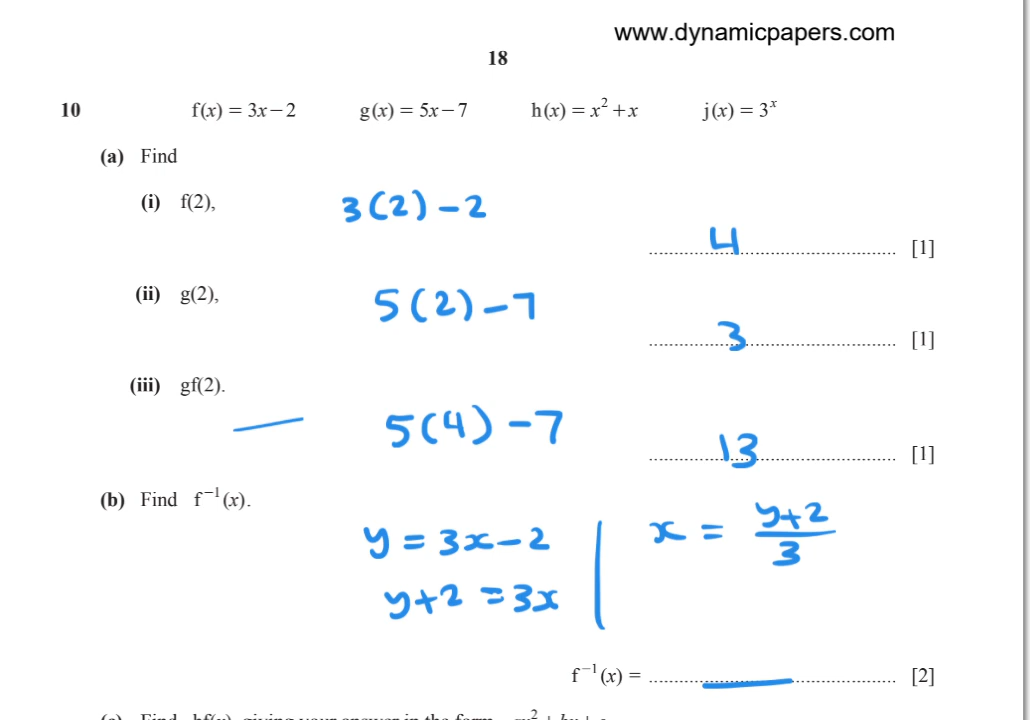 www.dynamicpapers.com
18
10 f(x) = 3x − 2 g(x) = 5x − 7 h(x) = x² + x j(x) = 3ˣ
(a) Find
(i) f(2),
3(2) − 2
4 [1]
(ii) g(2),
5(2) − 7
3 [1]
(iii) gf(2).
5(4) − 7
13 [1]
(b) Find f⁻¹(x).
y = 3x − 2
y + 2 = 3x
x = (y+2)/3
f⁻¹(x) = .......... [2]